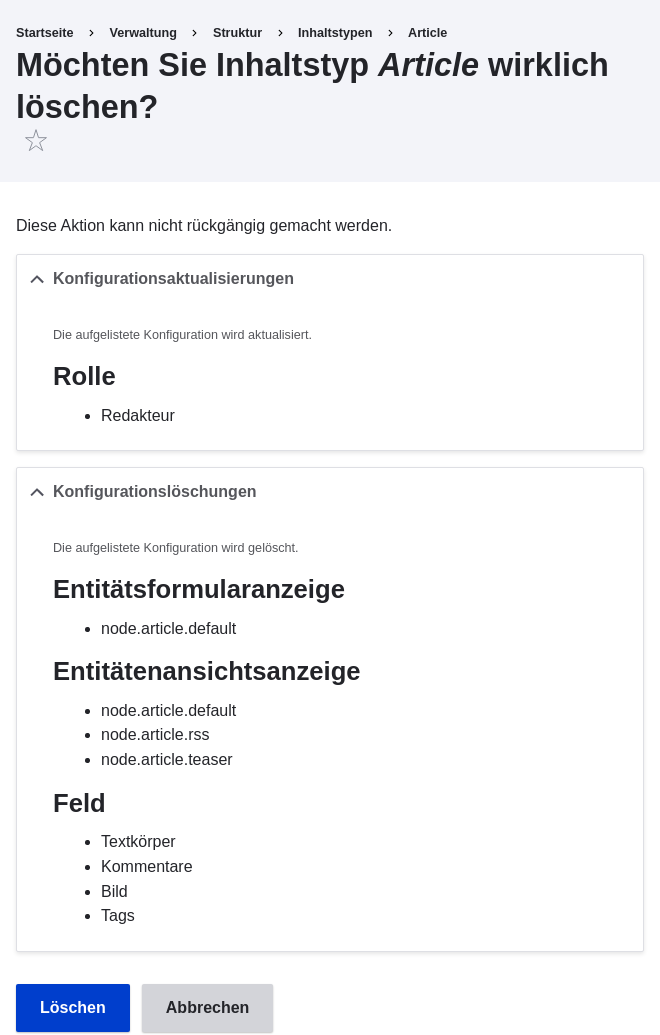 Startseite > Verwaltung > Struktur > Inhaltstypen > Article
Möchten Sie Inhaltstyp Article wirklich
löschen?
Diese Aktion kann nicht rückgängig gemacht werden.
Konfigurationsaktualisierungen
Die aufgelistete Konfiguration wird aktualisiert.
Rolle
• Redakteur
Konfigurationslöschungen
Die aufgelistete Konfiguration wird gelöscht.
Entitätsformularanzeige
• node.article.default
Entitätenansichtsanzeige
• node.article.default
• node.article.rss
• node.article.teaser
Feld
• Textkörper
• Kommentare
• Bild
• Tags
Löschen Abbrechen